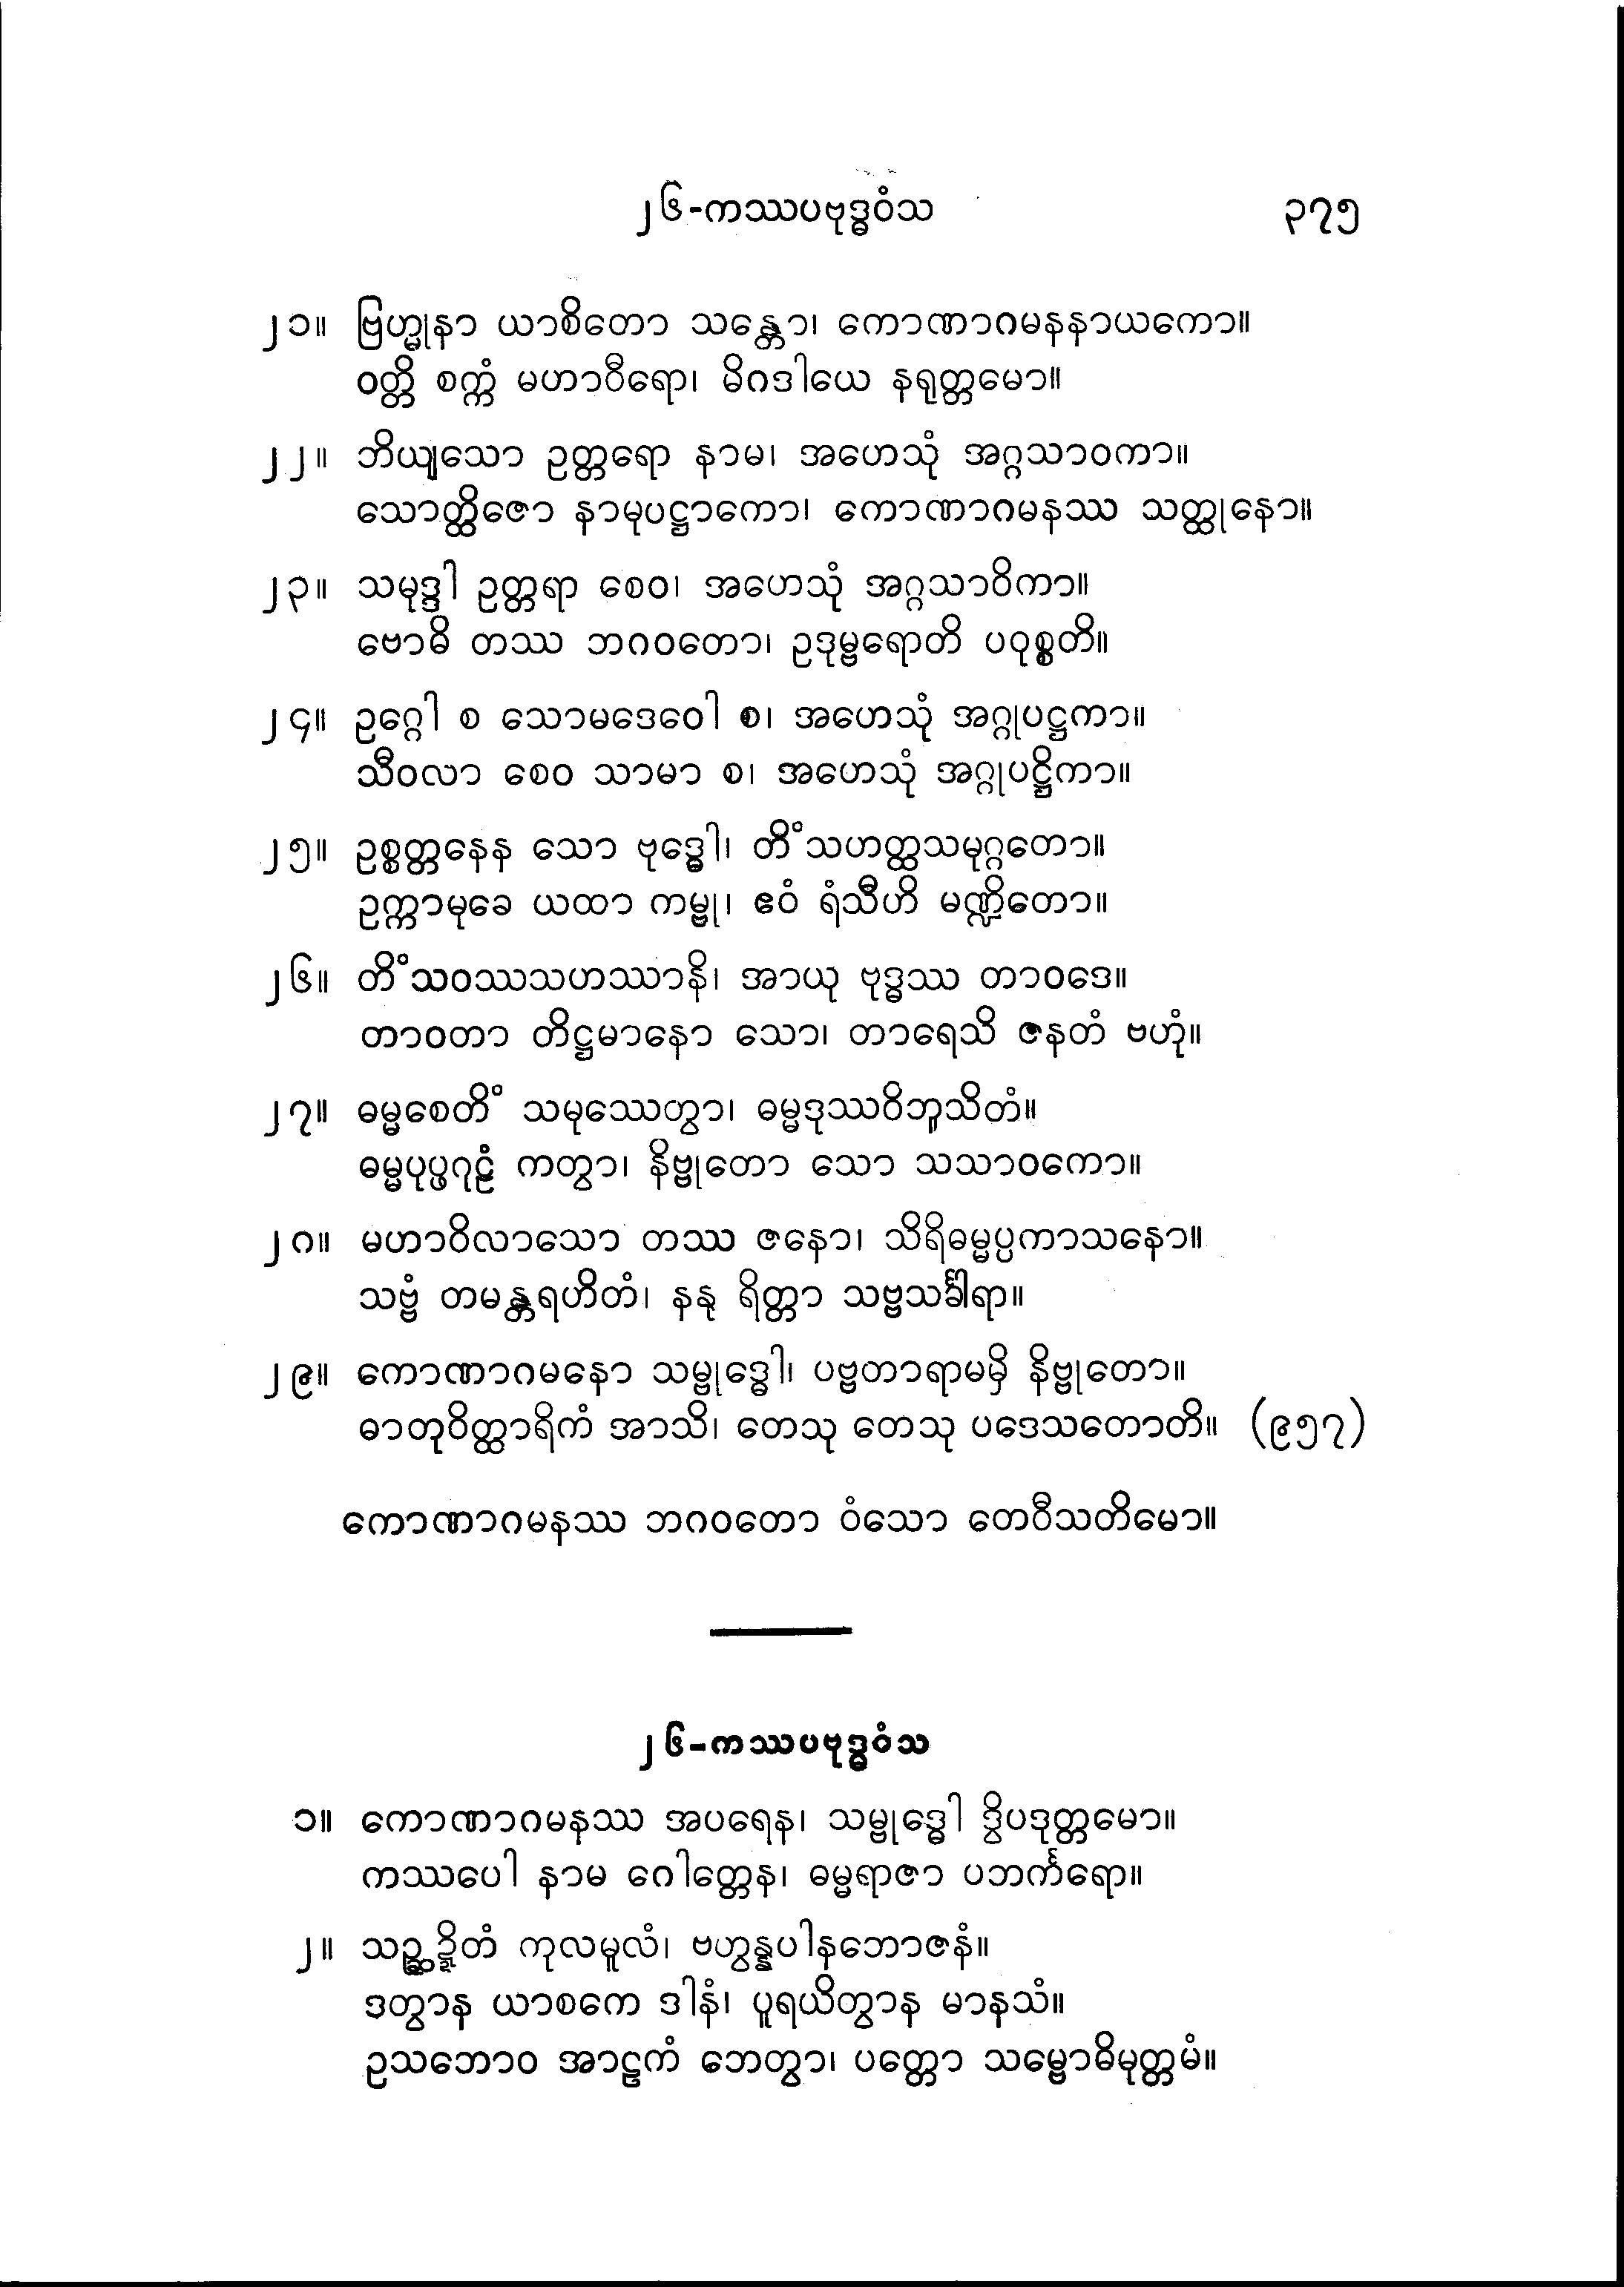 ၂၆-ကဿပဗုဒ္ဓဝံသ ၃၇၅
၂၁။ ဗြဟ္မုနာ ယာစိတော သန္တော၊ ကောဏာဂမနနာယကော။
ဝတ္တိ စက္ကံ မဟာဝီရော၊ မိဂဒါယေ နရုတ္တမော။
၂၂။ ဘိယျသော ဥတ္တရော နာမ၊ အဟေသုံ အဂ္ဂသာဝကာ။
သောတ္ထိဇော နာမုပဋ္ဌာကော၊ ကောဏာဂမနဿ သတ္ထုနော။
၂၃။ သမုဒ္ဒါ ဥတ္တရာ စေဝ၊ အဟေသုံ အဂ္ဂသာဝိကာ။
ဗောဓိ တဿ ဘဂဝတော၊ ဥဒုမ္ဗရောတိ ပဝုစ္စတိ။
၂၄။ ဥဂ္ဂေါ စ သောမဒေဝေါ စ၊ အဟေသုံ အဂ္ဂုပဋ္ဌကာ။
သီဝလာ စေဝ သာမာ စ၊ အဟေသုံ အဂ္ဂုပဋ္ဌိကာ။
၂၅။ ဥစ္စတ္တနေန သော ဗုဒ္ဓေါ၊ တိံသဟတ္ထသမုဂ္ဂတော။
ဥက္ကာမုခေ ယထာ ကမ္ဗု၊ ဧဝံ ရံသီဟိ မဏ္ဍိတော။
၂၆။ တိံသဝဿသဟဿာနိ၊ အာယု ဗုဒ္ဓဿ တာဝဒေ။
တာဝတာ တိဋ္ဌမာနော သော၊ တာရေသိ ဇနတံ ဗဟုံ။
၂၇။ ဓမ္မစေတိံ သမုဿေတွာ၊ ဓမ္မဒုဿဝိဘူသိတံ။
ဓမ္မပုပ္ဖဂုဠံ ကတွာ၊ နိဗ္ဗုတော သော သသာဝကော။
၂၈။ မဟာဝိလာသော တဿ ဇနော၊ သိရိဓမ္မပ္ပကာသနော။
သဗ္ဗံ တမန္တရဟိတံ၊ နနု ရိတ္တာ သဗ္ဗသင်္ခါရာ။
၂၉။ ကောဏာဂမနော သမ္ဗုဒ္ဓေါ၊ ပဗ္ဗတာရာမမှိ နိဗ္ဗုတော။
ဓာတုဝိတ္ထာရိကံ အာသိ၊ တေသု တေသု ပဒေသတောတိ။ (၉၅၇)
ကောဏာဂမနဿ ဘဂဝတော ဝံသော တေဝီသတိမော။
၂၆-ကဿပဗုဒ္ဓဝံသ
၁။ ကောဏာဂမနဿ အပရေန၊ သမ္ဗုဒ္ဓေါ ဒွိပဒုတ္တမော။
ကဿပေါ နာမ ဂေါတ္တေန၊ ဓမ္မရာဇာ ပဘင်္ကရော။
၂။ သဉ္ဆဍ္ဍိတံ ကုလမူလံ၊ ဗဟွန္နပါနဘောဇနံ။
ဒတွာန ယာစကေ ဒါနံ၊ ပူရယိတွာန မာနသံ။
ဥသဘောဝ အာဠကံ ဘေတွာ၊ ပတ္တော သမ္ဗောဓိမုတ္တမံ။